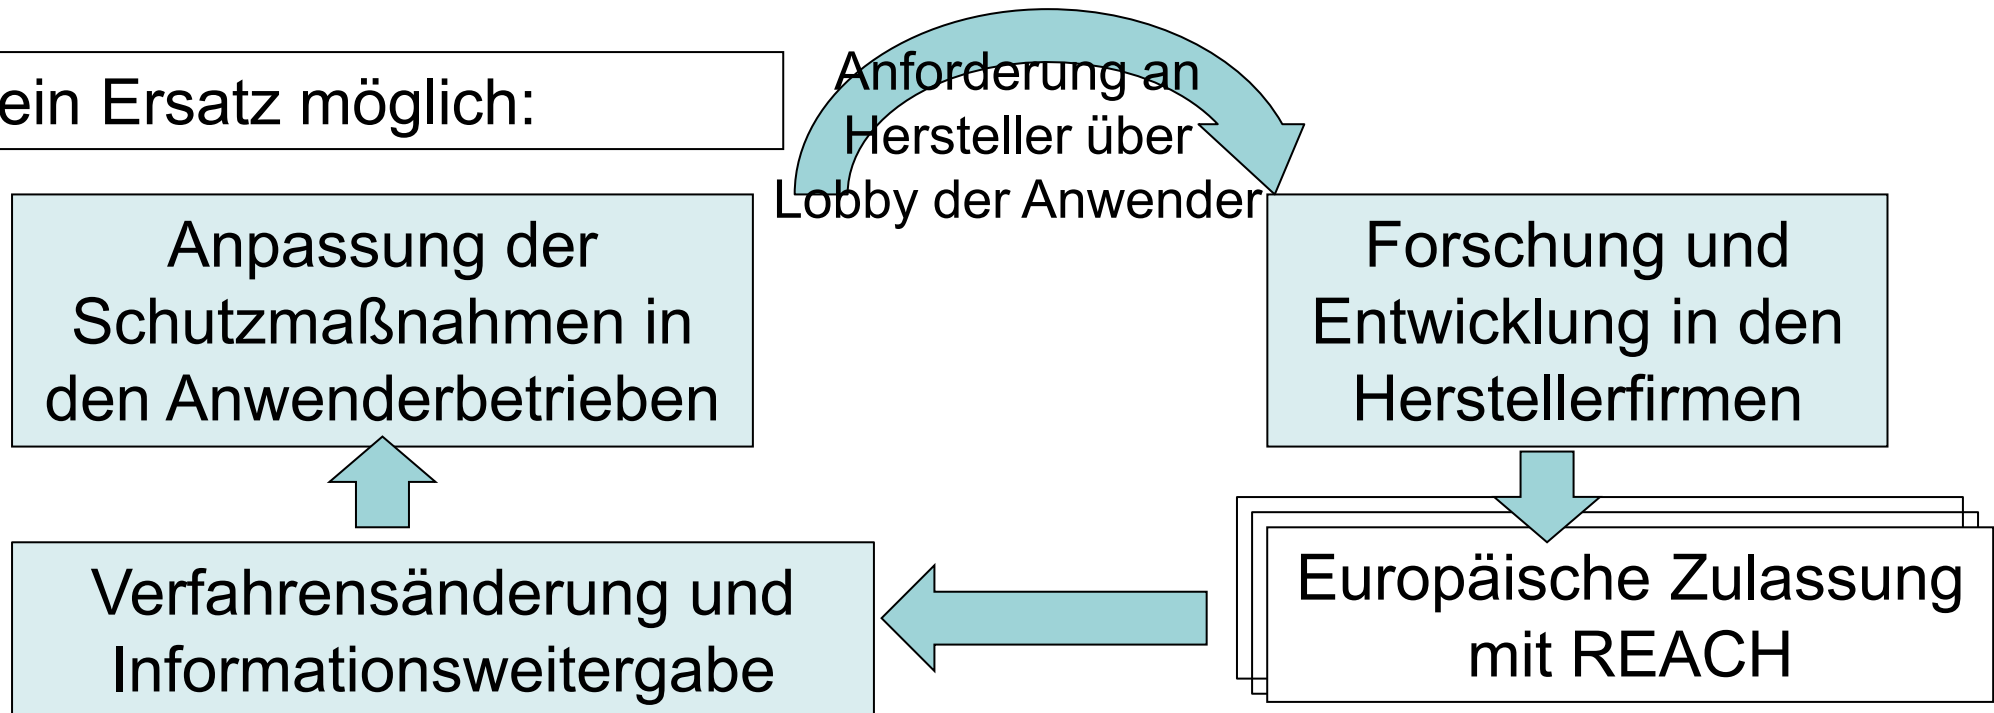 ein Ersatz möglich:
Anforderung an
Hersteller über
Lobby der Anwender
Anpassung der
Schutzmaßnahmen in
den Anwenderbetrieben
Forschung und
Entwicklung in den
Herstellerfirmen
Verfahrensänderung und
Informationsweitergabe
Europäische Zulassung
mit REACH